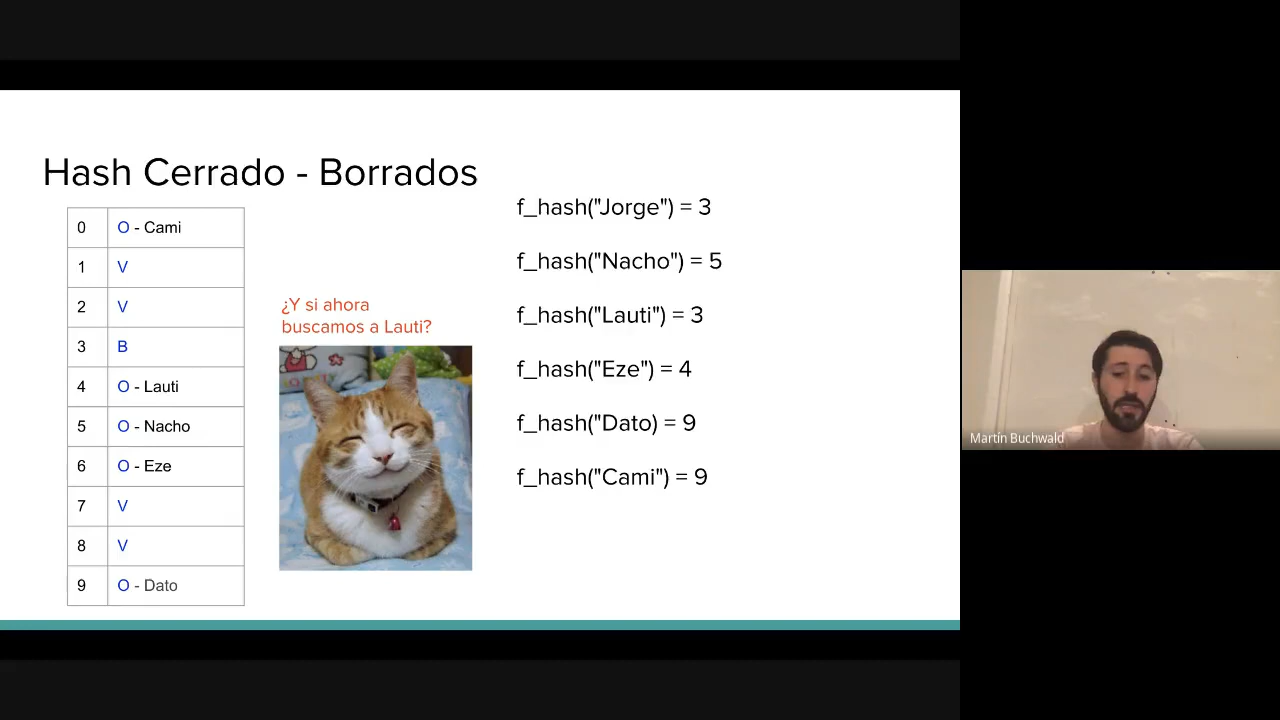 Hash Cerrado - Borrados
0 O - Cami
1 V
2 V
3 B
4 O - Lauti
5 O - Nacho
6 O - Eze
7 V
8 V
9 O - Dato
¿Y si ahora
buscamos a Lauti?
f_hash("Jorge") = 3
f_hash("Nacho") = 5
f_hash("Lauti") = 3
f_hash("Eze") = 4
f_hash("Dato) = 9
f_hash("Cami") = 9
Martín Buchwald